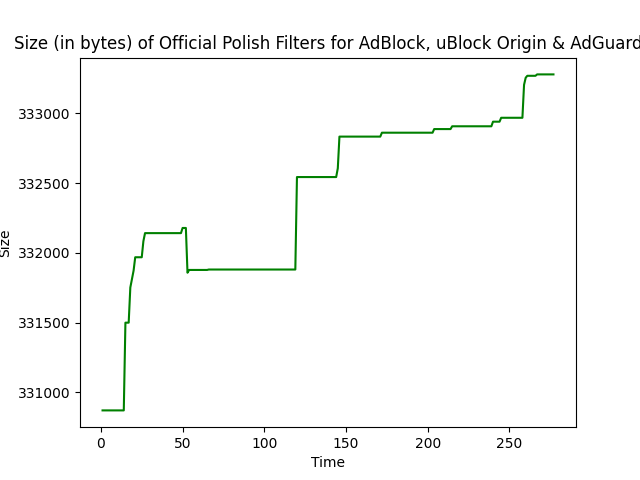 Size (in bytes) of Official Polish Filters for AdBlock, uBlock Origin & AdGuard
333000
332500
332000
331500
331000
Size
0 50 100 150 200 250
Time